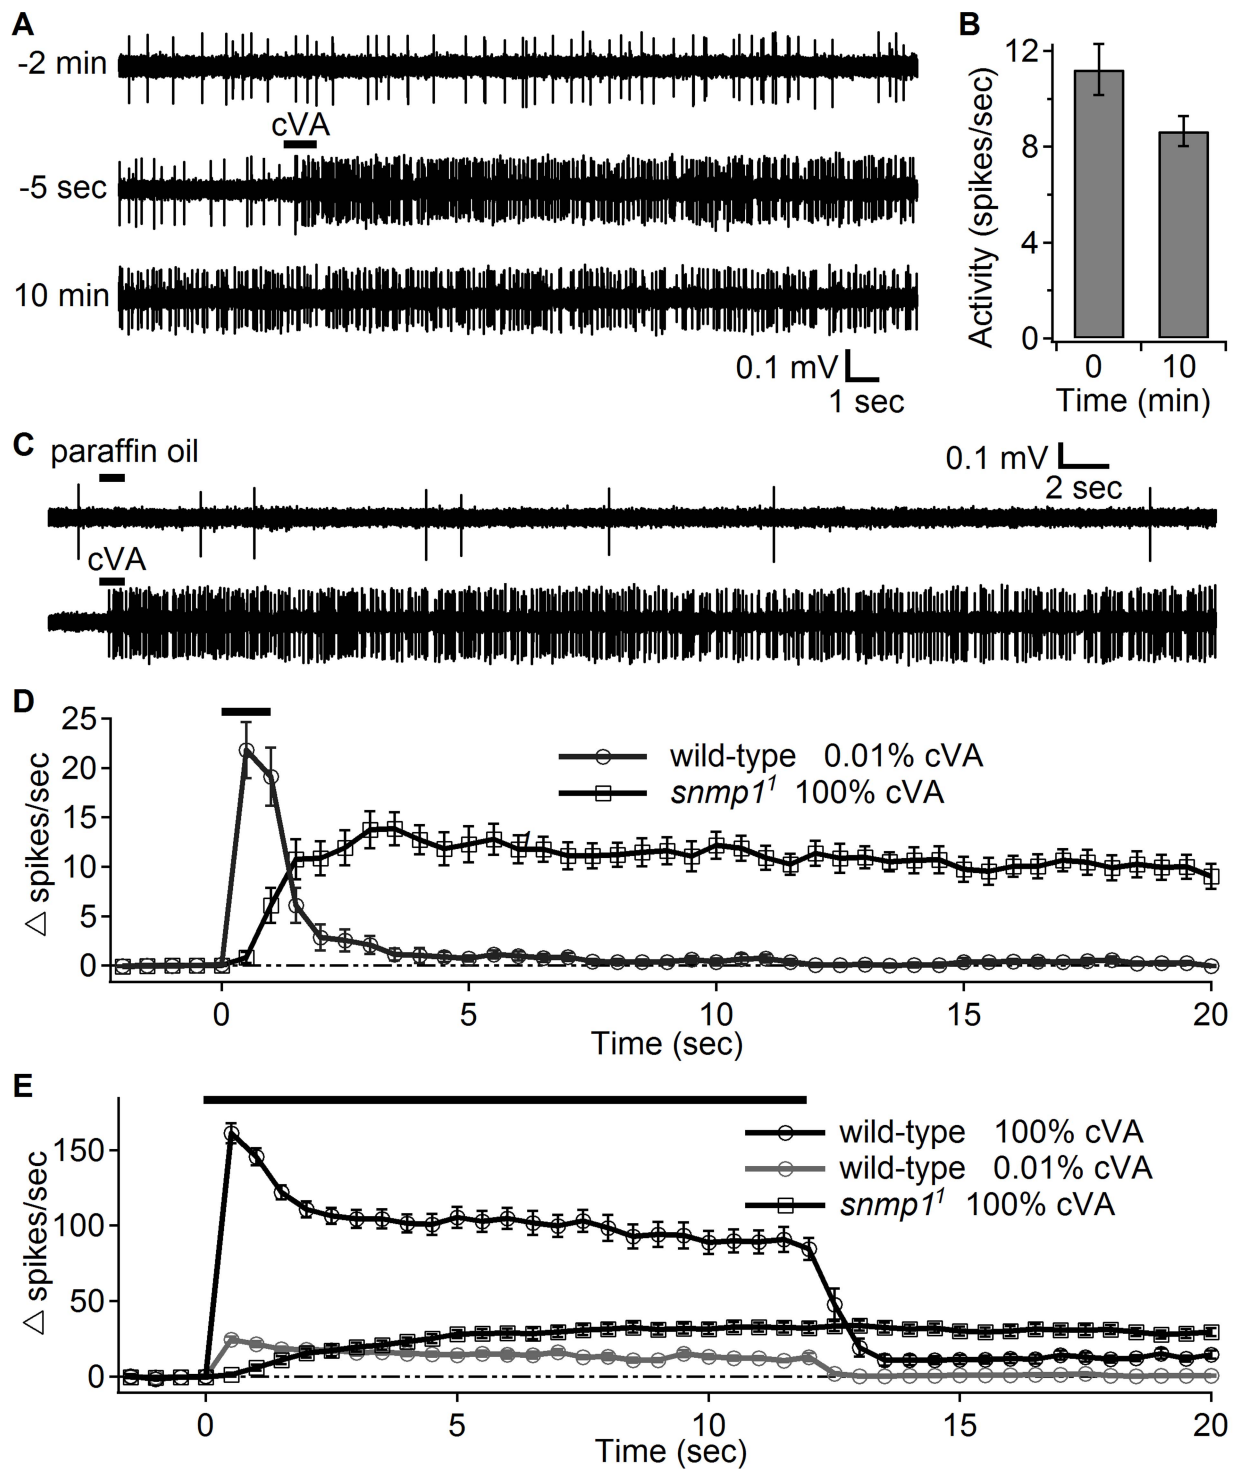 A
-2 min
cVA
-5 sec
10 min
0.1 mV
1 sec
B
12
8
4
0
Activity (spikes/sec)
0 10
Time (min)
C
paraffin oil
0.1 mV
2 sec
cVA
D
25
20
15
10
5
0
△ spikes/sec
wild-type 0.01% cVA
snmp1¹ 100% cVA
0 5 10 15 20
Time (sec)
E
150
100
50
0
△ spikes/sec
wild-type 100% cVA
wild-type 0.01% cVA
snmp1¹ 100% cVA
0 5 10 15 20
Time (sec)